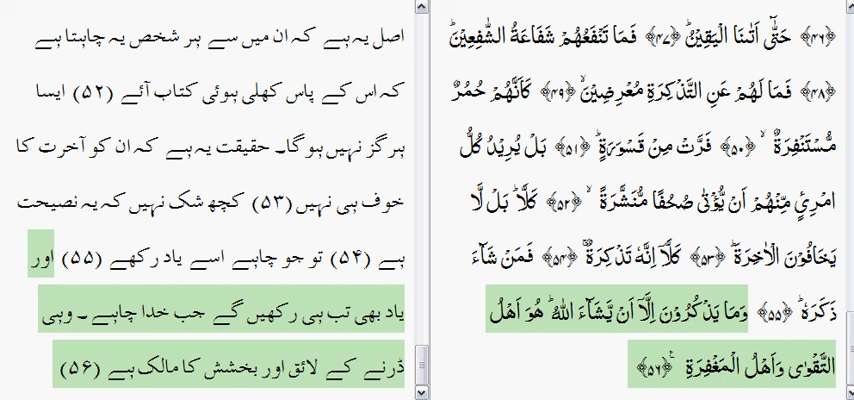 ﴿۴۶﴾ حَتّٰۤی اَتٰىنَا الْیَقِیْنُؕ ﴿۴۷﴾ فَمَا تَنْفَعُهُمْ شَفَاعَةُ الشّٰفِعِیْنَؕ
﴿۴۸﴾ فَمَا لَهُمْ عَنِ التَّذْكِرَةِ مُعْرِضِیْنَۙ ﴿۴۹﴾ كَاَنَّهُمْ حُمُرٌ
مُّسْتَنْفِرَةٌ ۙ ﴿۵۰﴾ فَرَّتْ مِنْ قَسْوَرَةٍؕ ﴿۵۱﴾ بَلْ یُرِیْدُ كُلُّ
امْرِئٍ مِّنْهُمْ اَنْ یُّؤْتٰى صُحُفًا مُّنَشَّرَةً ۙ ﴿۵۲﴾ كَلَّاؕ بَلْ لَّا
یَخَافُوْنَ الْاٰخِرَةَؕ ﴿۵۳﴾ كَلَّاۤ اِنَّهٗ تَذْكِرَةٌۚ ﴿۵۴﴾ فَمَنْ شَآءَ
ذَكَرَهٗؕ ﴿۵۵﴾ وَمَا یَذْكُرُوْنَ اِلَّاۤ اَنْ یَّشَآءَ اللّٰهُؕ هُوَ اَهْلُ
التَّقْوٰى وَاَهْلُ الْمَغْفِرَةِ ﴿۵۶﴾
اصل یہ ہے کہ ان میں سے ہر شخص یہ چاہتا ہے
کہ اس کے پاس کھلی ہوئی کتاب آئے (۵۲) ایسا
ہرگز نہیں ہوگا۔ حقیقت یہ ہے کہ ان کو آخرت کا
خوف ہی نہیں (۵۳) کچھ شک نہیں کہ یہ نصیحت
ہے (۵۴) تو جو چاہے اسے یاد رکھے (۵۵) اور
یاد بھی تب ہی رکھیں گے جب خدا چاہے ۔ وہی
ڈرنے کے لائق اور بخشش کا مالک ہے (۵۶)